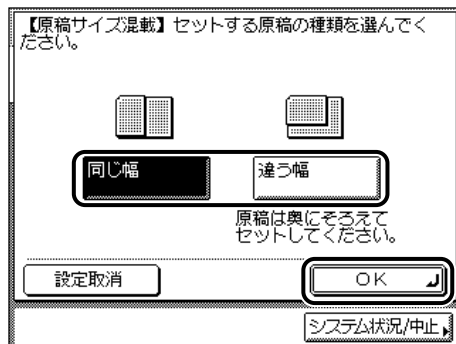 【原稿サイズ混載】セットする原稿の種類を選んでく
ださい。
同じ幅
違う幅
原稿は奥にそろえて
セットしてください。
設定取消
OK
システム状況/中止